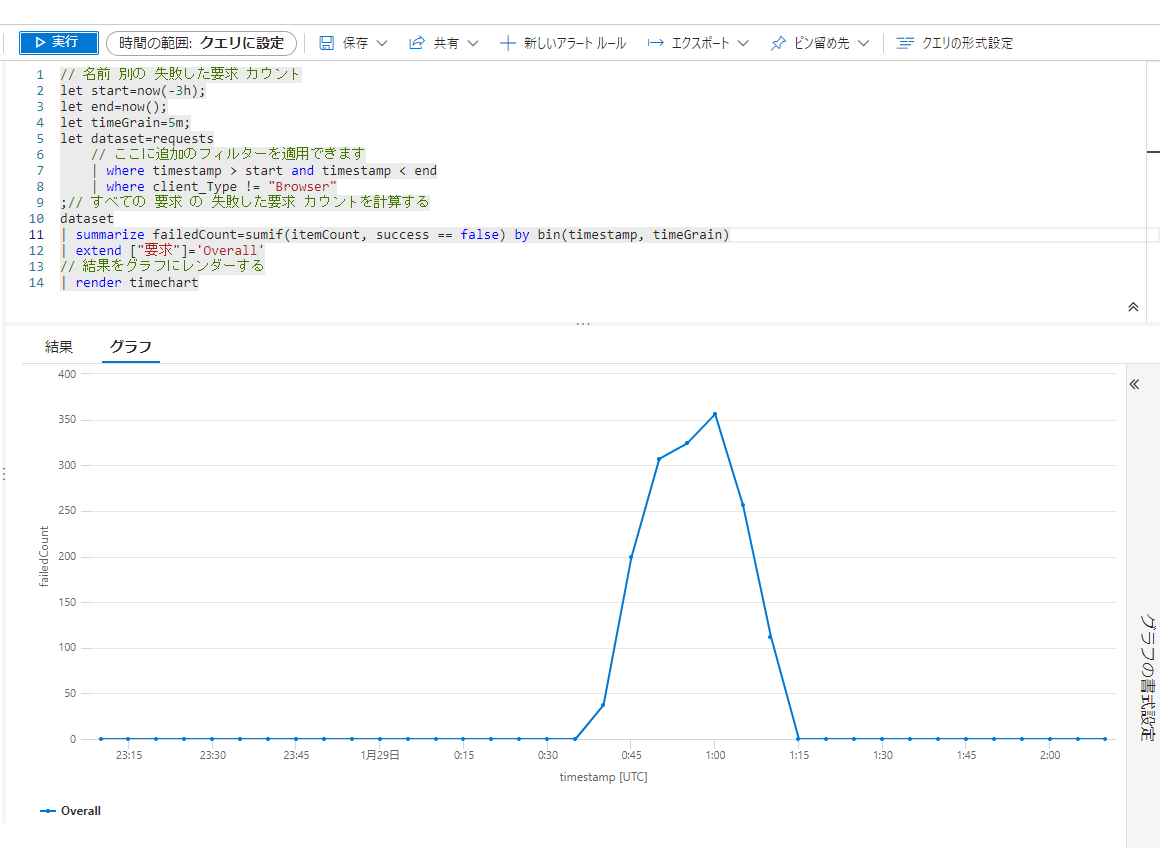 実行 時間の範囲: クエリに設定 保存 共有 新しいアラート ルール エクスポート ピン留め先 クエリの形式設定
1 // 名前 別の 失敗した要求 カウント
2 let start=now(-3h);
3 let end=now();
4 let timeGrain=5m;
5 let dataset=requests
6 // ここに追加のフィルターを適用できます
7 | where timestamp > start and timestamp < end
8 | where client_Type != "Browser"
9 ;// すべての 要求 の 失敗した要求 カウントを計算する
10 dataset
11 | summarize failedCount=sumif(itemCount, success == false) by bin(timestamp, timeGrain)
12 | extend ["要求"]='Overall'
13 // 結果をグラフにレンダーする
14 | render timechart
結果 グラフ
400
350
300
250
200
150
100
50
0
failedCount
23:15 23:30 23:45 1月29日 0:15 0:30 0:45 1:00 1:15 1:30 1:45 2:00
timestamp [UTC]
Overall
グラフの書式設定